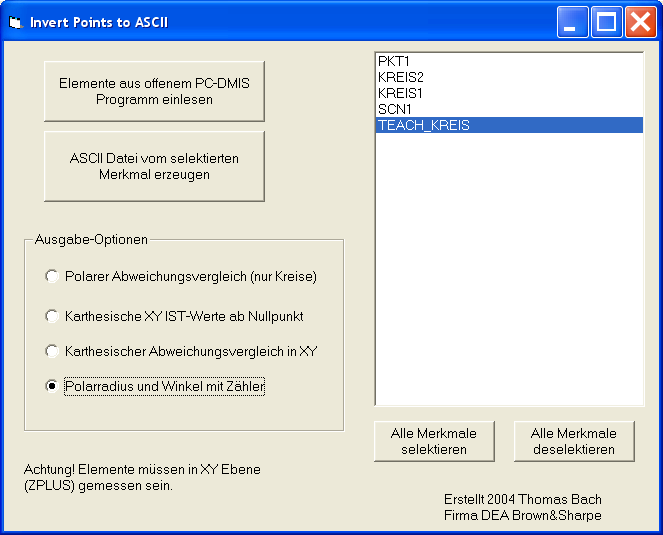 Invert Points to ASCII
Elemente aus offenem PC-DMIS
Programm einlesen
ASCII Datei vom selektierten
Merkmal erzeugen
Ausgabe-Optionen
Polarer Abweichungsvergleich (nur Kreise)
Karthesische XY IST-Werte ab Nullpunkt
Karthesischer Abweichungsvergleich in XY
Polarradius und Winkel mit Zähler
Achtung! Elemente müssen in XY Ebene
(ZPLUS) gemessen sein.
PKT1
KREIS2
KREIS1
SCN1
TEACH_KREIS
Alle Merkmale
selektieren
Alle Merkmale
deselektieren
Erstellt 2004 Thomas Bach
Firma DEA Brown&Sharpe